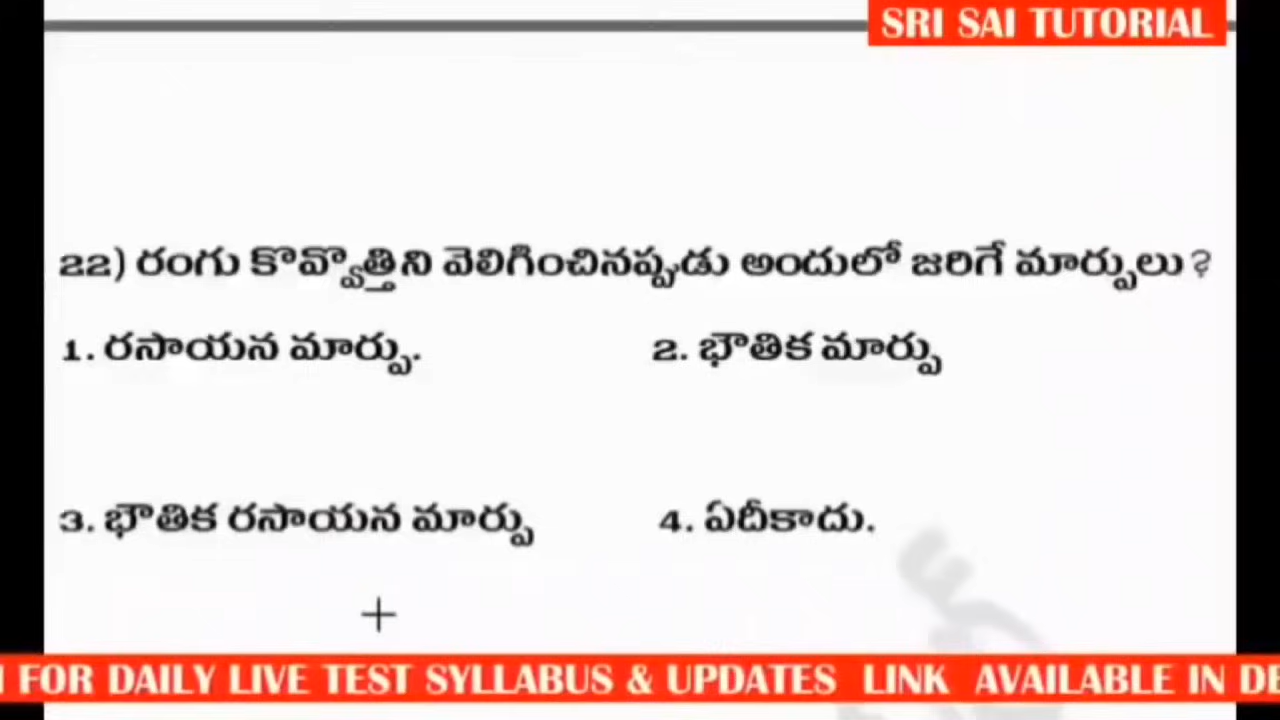 SRI SAI TUTORIAL
22) రంగు కొవ్వొత్తిని వెలిగించినప్పుడు అందులో జరిగే మార్పులు?
1. రసాయన మార్పు.
2. భౌతిక మార్పు
3. భౌతిక రసాయన మార్పు
4. ఏదీకాదు.
FOR DAILY LIVE TEST SYLLABUS & UPDATES LINK AVAILABLE IN